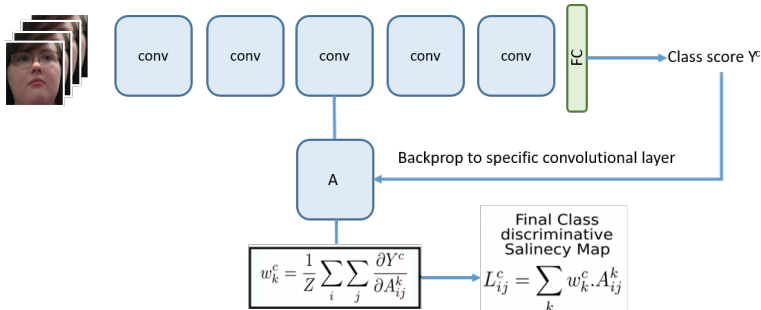 conv conv conv conv conv FC Class score Y^c
Backprop to specific convolutional layer
A
Final Class
discriminative
Salinecy Map
w_k^c = \frac{1}{Z} \sum_i \sum_j \frac{\partial Y^c}{\partial A_{ij}^k}
L_{ij}^c = \sum_k w_k^c . A_{ij}^k